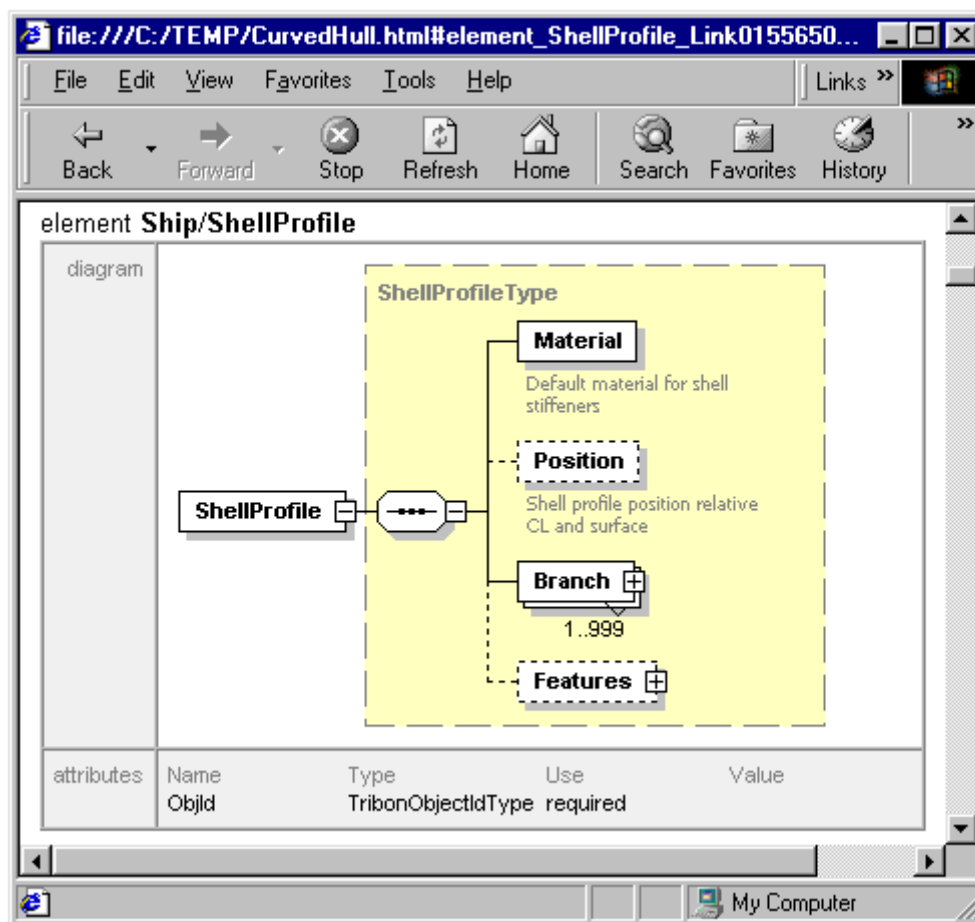 file:///C:/TEMP/CurvedHull.html#element_ShellProfile_Link0155650...
File Edit View Favorites Tools Help Links »
Back Forward Stop Refresh Home Search Favorites History »
element Ship/ShellProfile
diagram
ShellProfileType
Material
Default material for shell
stiffeners
Position
Shell profile position relative
CL and surface
ShellProfile
Branch
1..999
Features
attributes Name Type Use Value
ObjId TribonObjectIdType required
My Computer